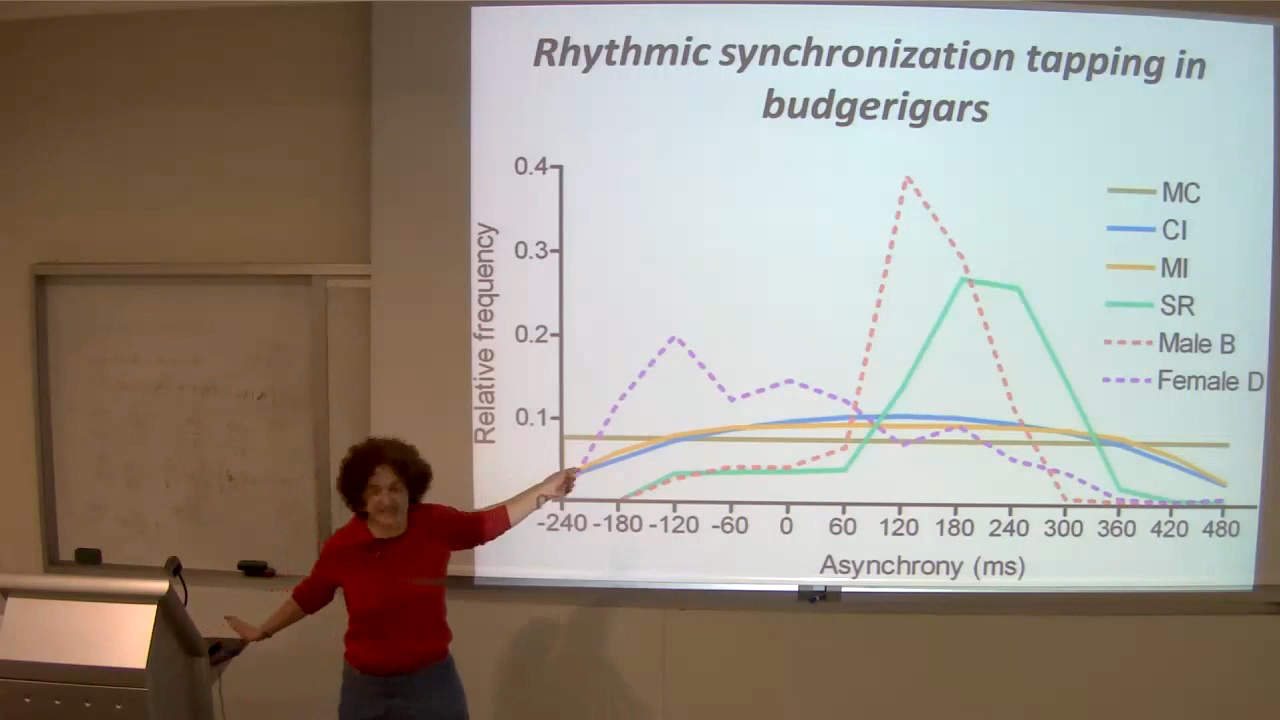 Rhythmic synchronization tapping in
budgerigars
Relative frequency
0.4
0.3
0.2
0.1
0
-240 -180 -120 -60 0 60 120 180 240 300 360 420 480
Asynchrony (ms)
MC
CI
MI
SR
Male B
Female D